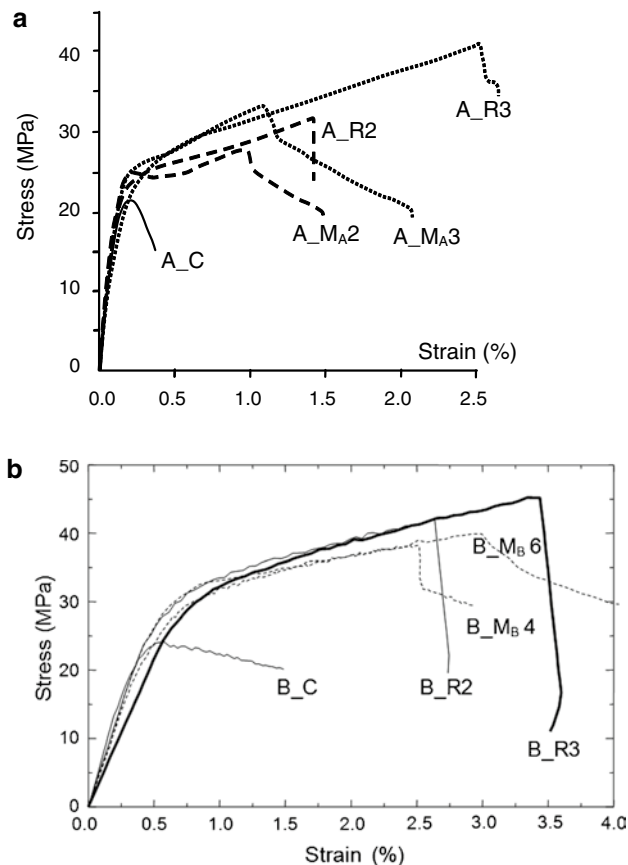 a
Stress (MPa)
40
30
20
10
0
0.0 0.5 1.0 1.5 2.0 2.5
Strain (%)
A_R3
A_R2
A_MA2
A_MA3
A_C
b
Stress (MPa)
50
40
30
20
10
0
0.0 0.5 1.0 1.5 2.0 2.5 3.0 3.5 4.0
Strain (%)
B_MB 6
B_MB 4
B_C
B_R2
B_R3